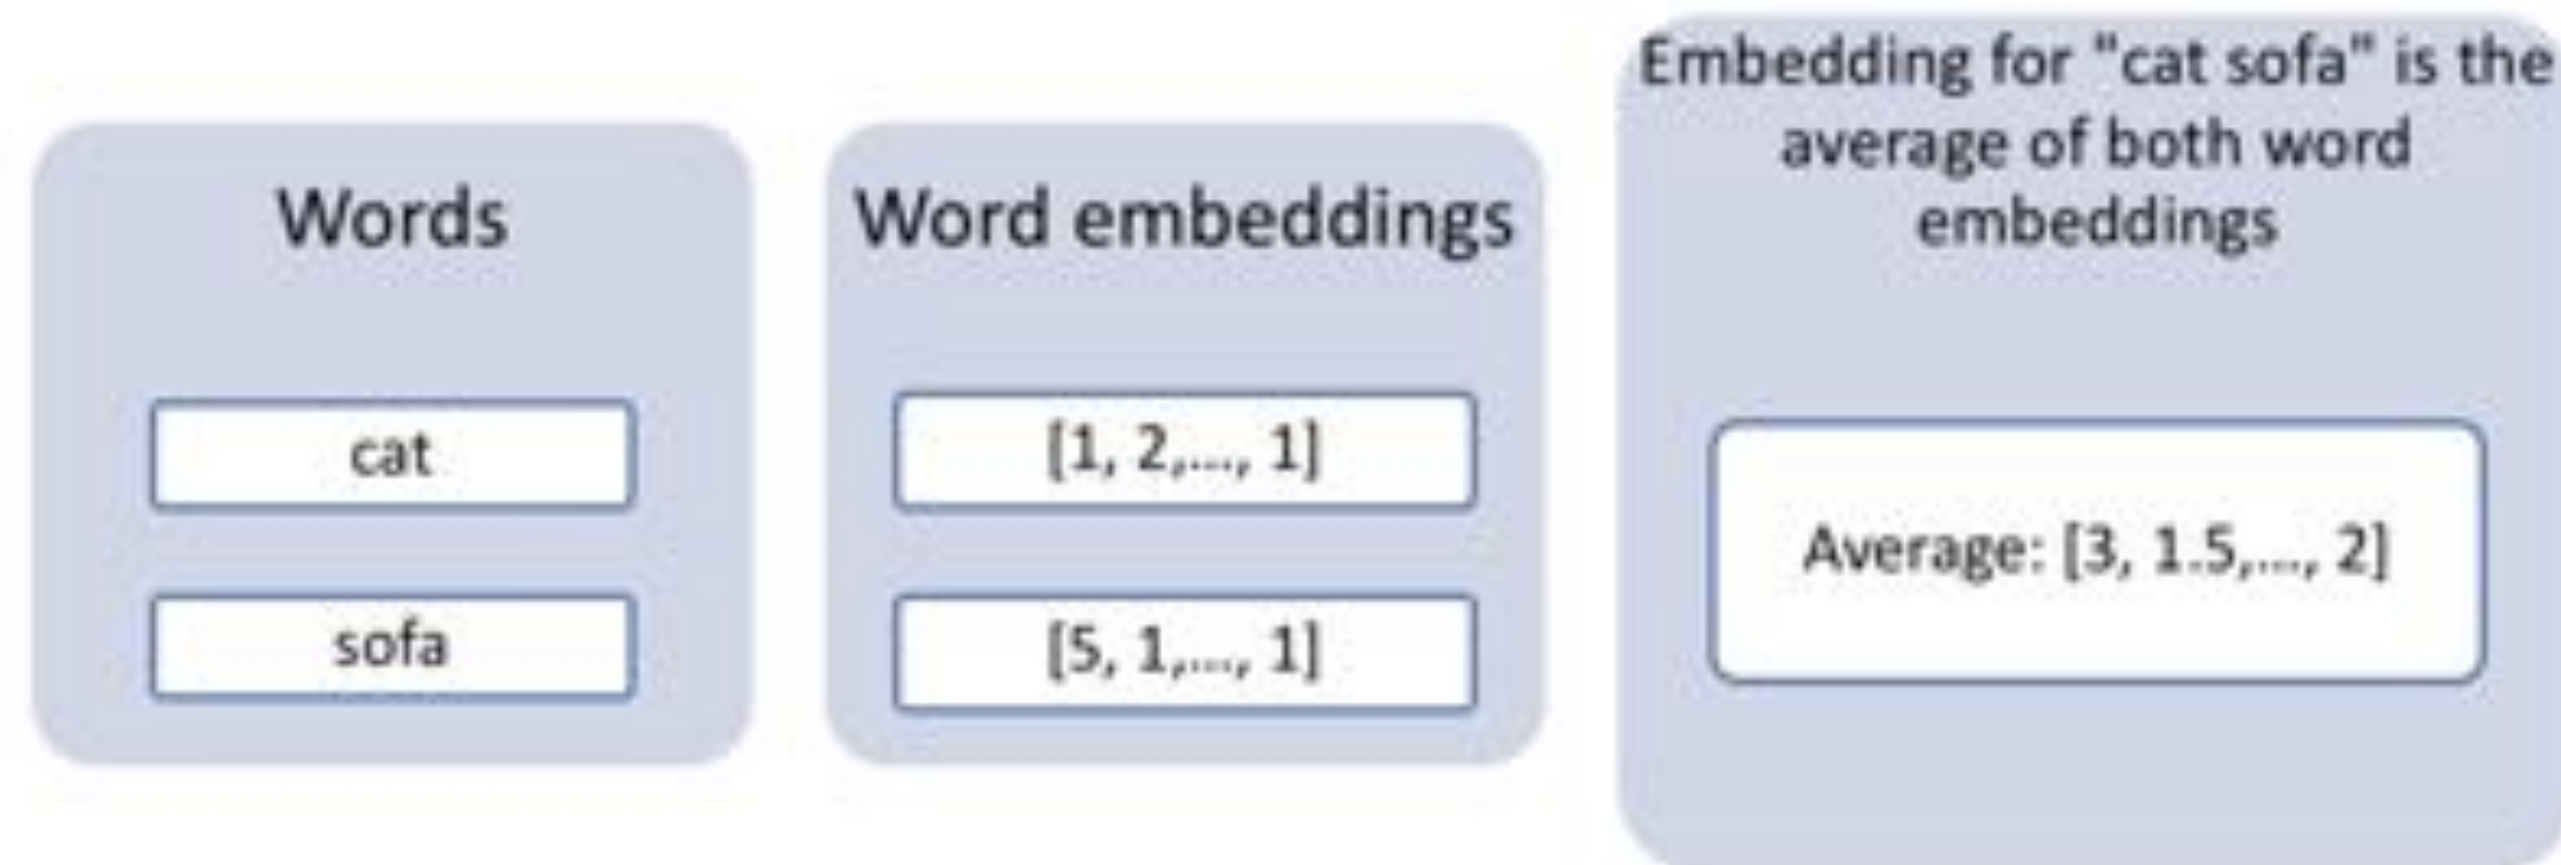 Words
cat
sofa
Word embeddings
[1, 2,..., 1]
[5, 1,..., 1]
Embedding for "cat sofa" is the
average of both word
embeddings
Average: [3, 1.5,..., 2]